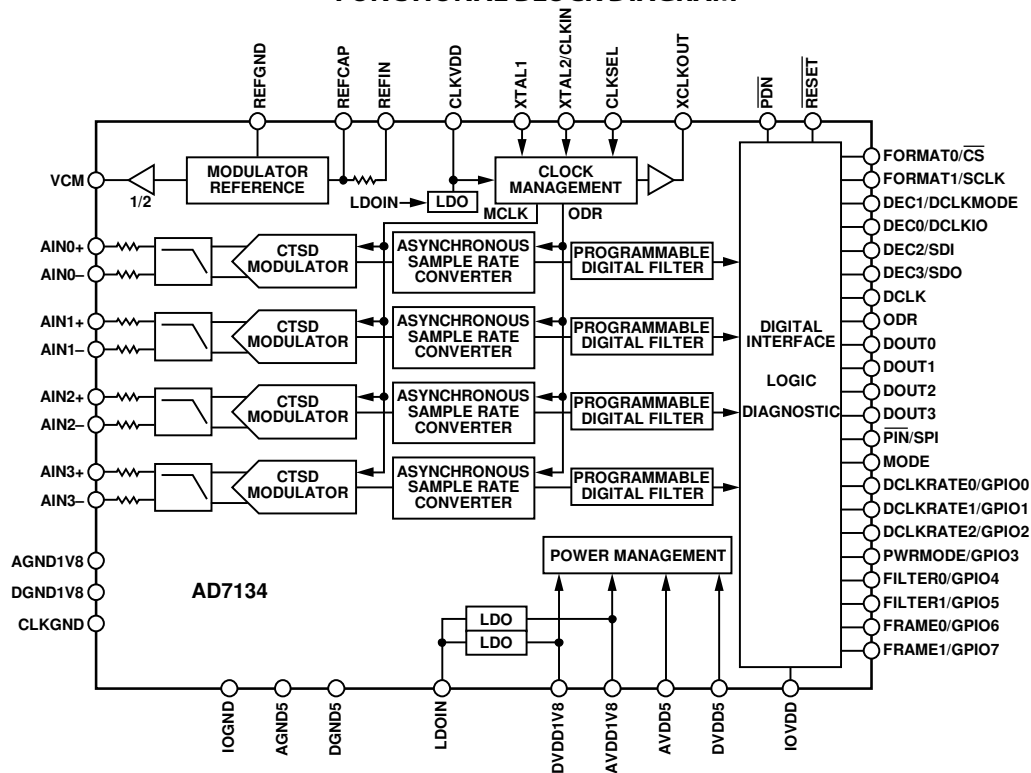 FUNCTIONAL BLOCK DIAGRAM
REFGND
REFCAP
REFIN
CLKVDD
XTAL1
XTAL2/CLKIN
CLKSEL
XCLKOUT
PDN
RESET
VCM
1/2
MODULATOR
REFERENCE
LDOIN
LDO
CLOCK
MANAGEMENT
MCLK
ODR
AIN0+
AIN0–
CTSD
MODULATOR
ASYNCHRONOUS
SAMPLE RATE
CONVERTER
PROGRAMMABLE
DIGITAL FILTER
AIN1+
AIN1–
CTSD
MODULATOR
ASYNCHRONOUS
SAMPLE RATE
CONVERTER
PROGRAMMABLE
DIGITAL FILTER
AIN2+
AIN2–
CTSD
MODULATOR
ASYNCHRONOUS
SAMPLE RATE
CONVERTER
PROGRAMMABLE
DIGITAL FILTER
AIN3+
AIN3–
CTSD
MODULATOR
ASYNCHRONOUS
SAMPLE RATE
CONVERTER
PROGRAMMABLE
DIGITAL FILTER
DIGITAL
INTERFACE
LOGIC
DIAGNOSTIC
FORMAT0/CS
FORMAT1/SCLK
DEC1/DCLKMODE
DEC0/DCLKIO
DEC2/SDI
DEC3/SDO
DCLK
ODR
DOUT0
DOUT1
DOUT2
DOUT3
PIN/SPI
MODE
DCLKRATE0/GPIO0
DCLKRATE1/GPIO1
DCLKRATE2/GPIO2
PWRMODE/GPIO3
FILTER0/GPIO4
FILTER1/GPIO5
FRAME0/GPIO6
FRAME1/GPIO7
AGND1V8
DGND1V8
CLKGND
AD7134
POWER MANAGEMENT
LDO
LDO
IOGND
AGND5
DGND5
LDOIN
DVDD1V8
AVDD1V8
AVDD5
DVDD5
IOVDD